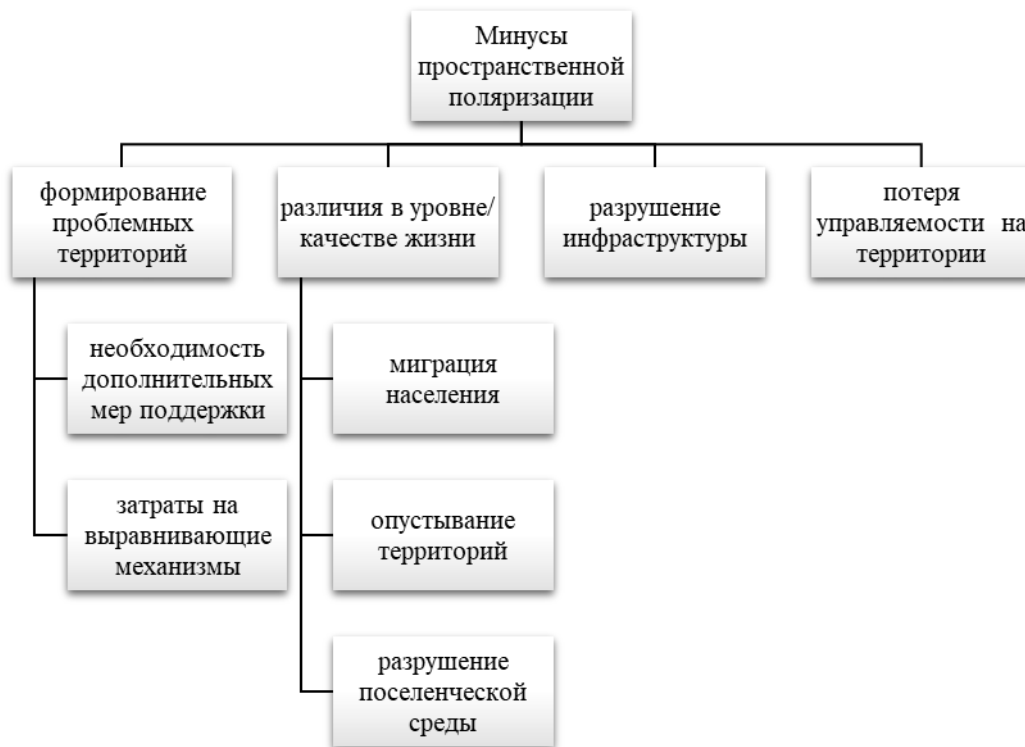 Минусы
пространственной
поляризации
формирование
проблемных
территорий
различия в уровне/
качестве жизни
разрушение
инфраструктуры
потеря
управляемости на
территории
необходимость
дополнительных
мер поддержки
затраты на
выравнивающие
механизмы
миграция
населения
опустывание
территорий
разрушение
поселенческой
среды